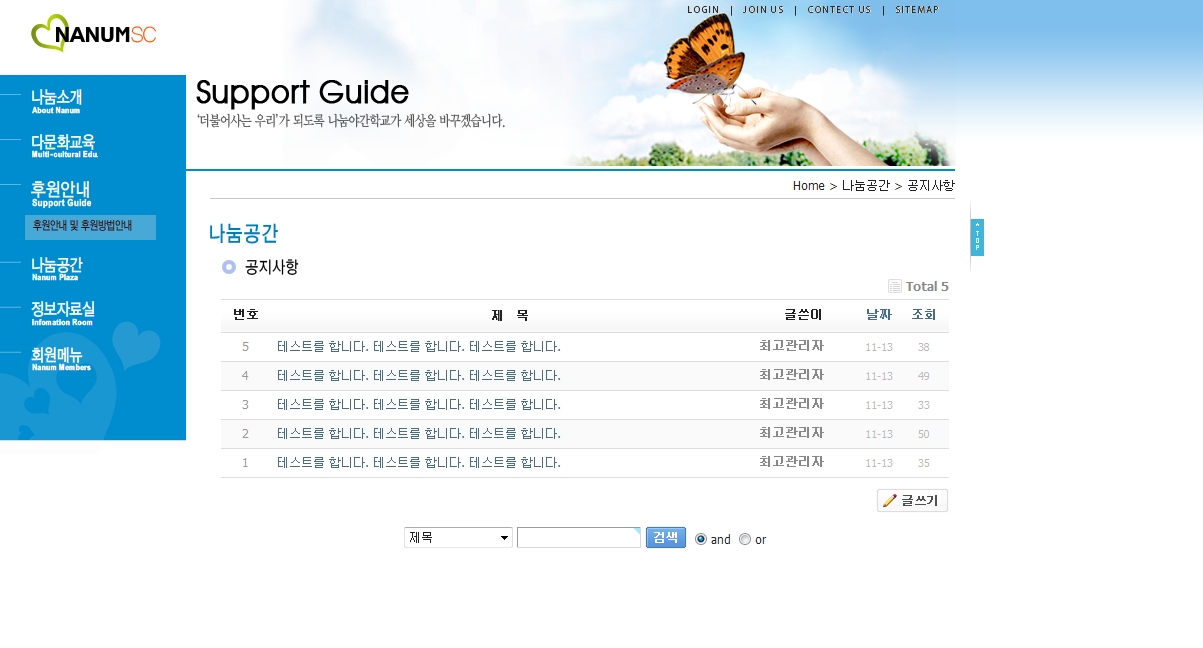 LOGIN | JOIN US | CONTECT US | SITEMAP
NANUMSC
Support Guide
'더불어사는 우리'가 되도록 나눔야간학교가 세상을 바꾸겠습니다.
나눔소개
About Nanum
다문화교육
Multi-cultural Edu.
후원안내
Support Guide
후원안내 및 후원방법안내
나눔공간
Nanum Plaza
정보자료실
Infomation Room
회원메뉴
Nanum Members
Home > 나눔공간 > 공지사항
TOP
나눔공간
공지사항
Total 5
번호 제 목 글쓴이 날짜 조회
5 테스트를 합니다. 테스트를 합니다. 테스트를 합니다. 최고관리자 11-13 38
4 테스트를 합니다. 테스트를 합니다. 테스트를 합니다. 최고관리자 11-13 49
3 테스트를 합니다. 테스트를 합니다. 테스트를 합니다. 최고관리자 11-13 33
2 테스트를 합니다. 테스트를 합니다. 테스트를 합니다. 최고관리자 11-13 50
1 테스트를 합니다. 테스트를 합니다. 테스트를 합니다. 최고관리자 11-13 35
글쓰기
제목 검색 and or